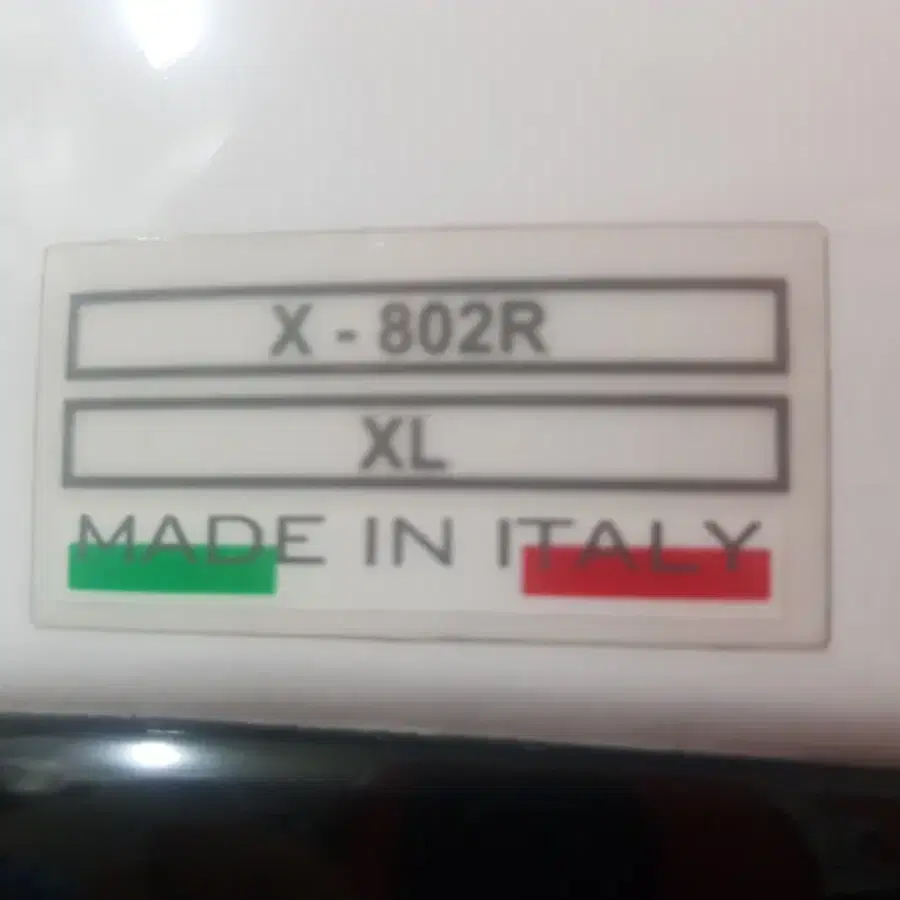 X - 802R
XL
MADE IN ITALY